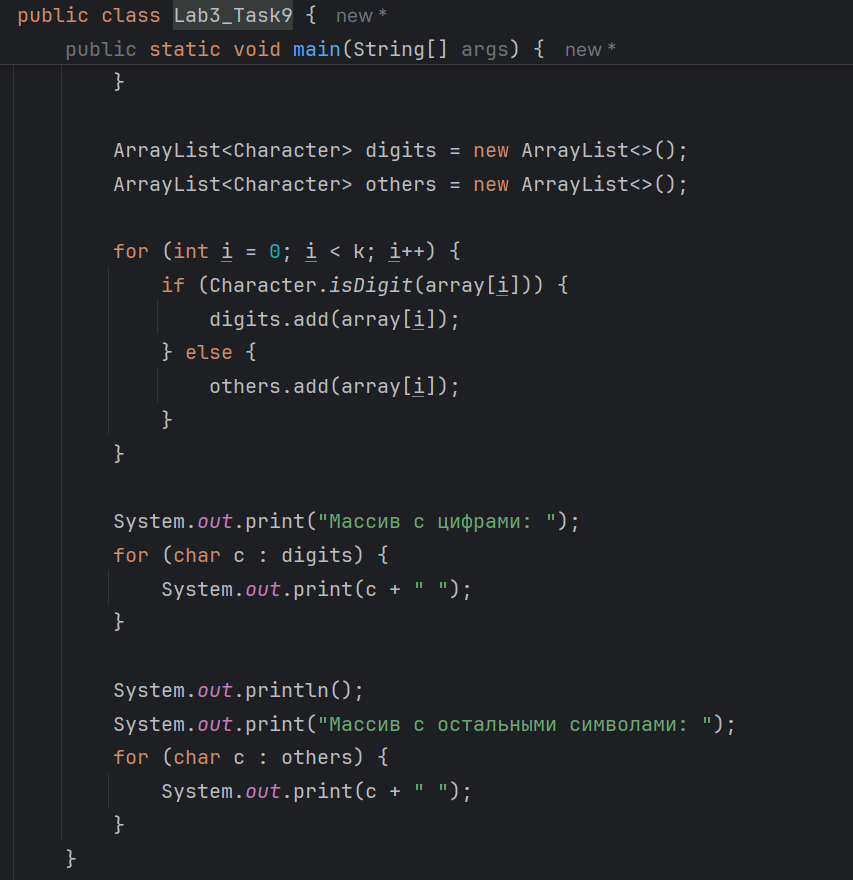 public class Lab3_Task9 {  new *
    public static void main(String[] args) {  new *
        }
        ArrayList<Character> digits = new ArrayList<>();
        ArrayList<Character> others = new ArrayList<>();
        for (int i = 0; i < k; i++) {
            if (Character.isDigit(array[i])) {
                digits.add(array[i]);
            } else {
                others.add(array[i]);
            }
        }
        System.out.print("Массив с цифрами: ");
        for (char c : digits) {
            System.out.print(c + " ");
        }
        System.out.println();
        System.out.print("Массив с остальными символами: ");
        for (char c : others) {
            System.out.print(c + " ");
        }
    }